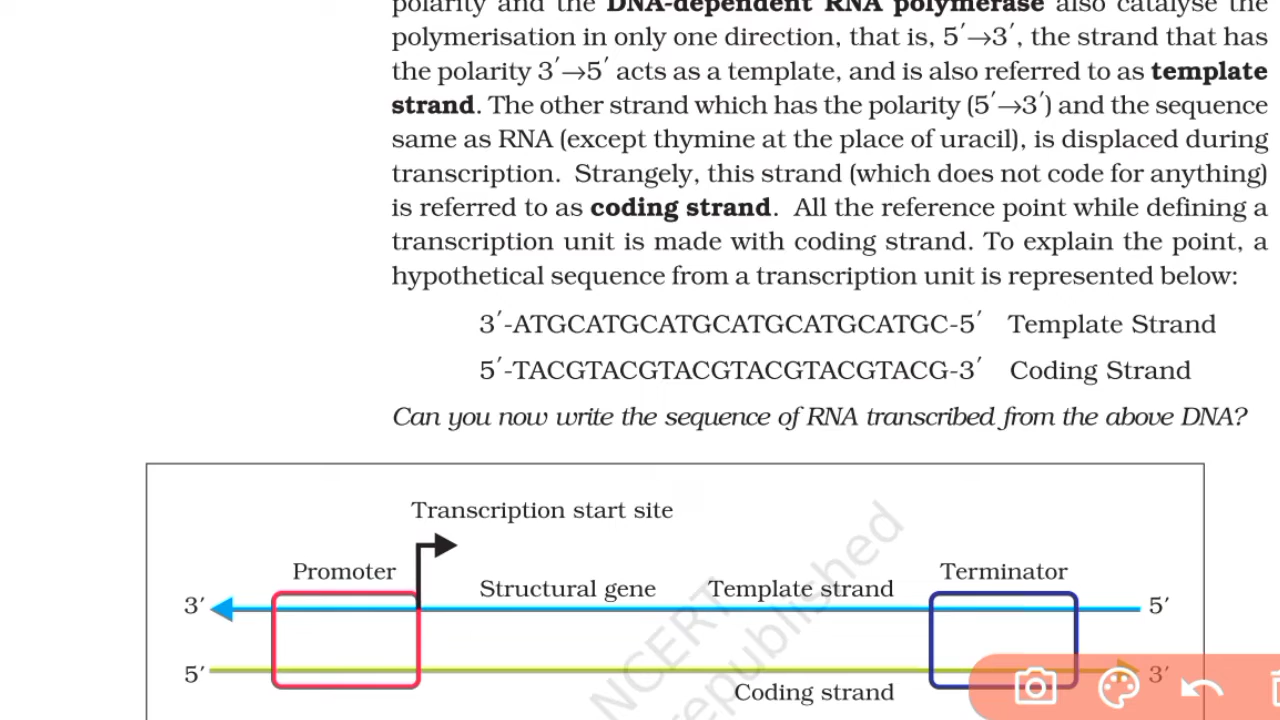 polarity and the DNA-dependent RNA polymerase also catalyse the
polymerisation in only one direction, that is, 5′→3′, the strand that has
the polarity 3′→5′ acts as a template, and is also referred to as template
strand. The other strand which has the polarity (5′→3′) and the sequence
same as RNA (except thymine at the place of uracil), is displaced during
transcription. Strangely, this strand (which does not code for anything)
is referred to as coding strand. All the reference point while defining a
transcription unit is made with coding strand. To explain the point, a
hypothetical sequence from a transcription unit is represented below:
3′-ATGCATGCATGCATGCATGCATGC-5′ Template Strand
5′-TACGTACGTACGTACGTACGTACG-3′ Coding Strand
Can you now write the sequence of RNA transcribed from the above DNA?
Transcription start site
Promoter
Structural gene
Template strand
Terminator
3′
5′
5′
3′
Coding strand
NCERT
republished